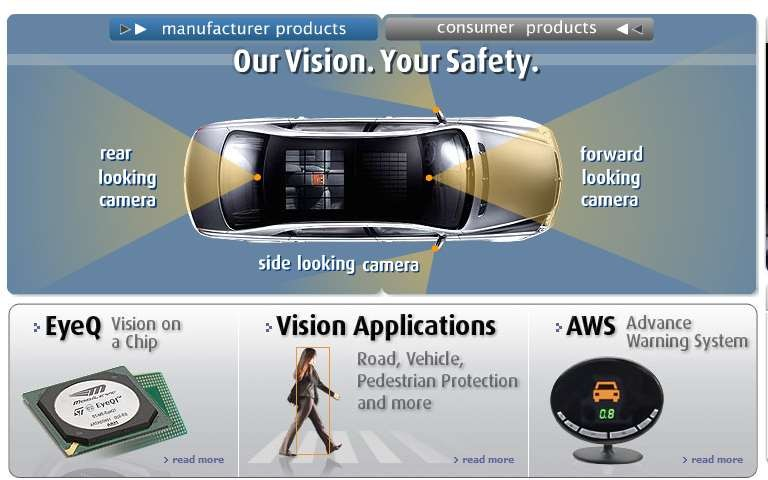 manufacturer products
consumer products
Our Vision. Your Safety.
rear
looking
camera
forward
looking
camera
side looking camera
EyeQ Vision on
a Chip
Vision Applications
Road, Vehicle,
Pedestrian Protection
and more
AWS Advance
Warning System
MOBILEYE
EyeQ
0.8
read more
read more
read more